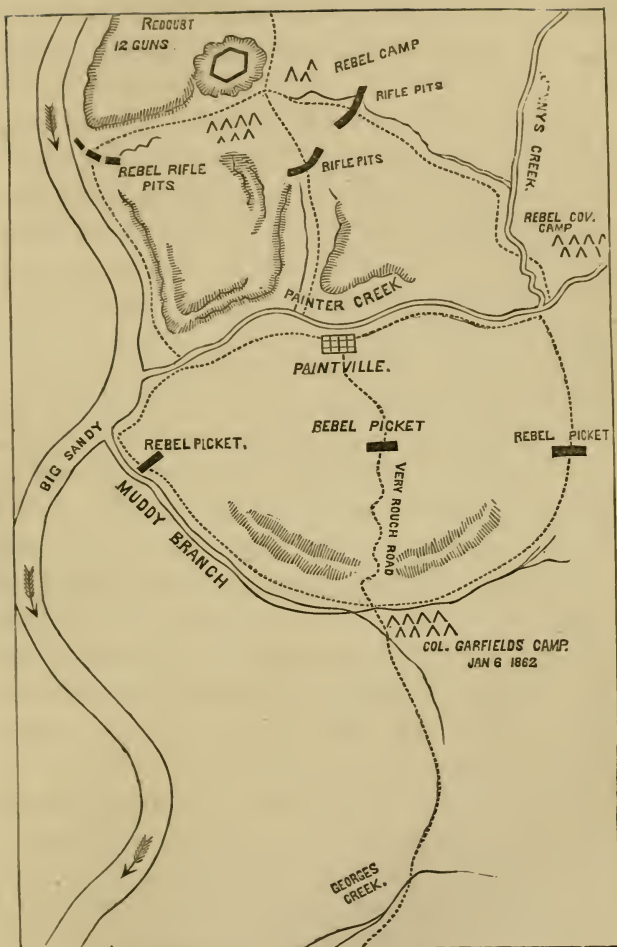 REDOUBT
12 GUNS.
REBEL CAMP
RIFLE PITS
REBEL RIFLE
PITS
RIFLE PITS
NYS CREEK.
REBEL COV.
CAMP
PAINTER CREEK
PAINTVILLE.
REBEL PICKET.
REBEL PICKET
REBEL PICKET
BIG SANDY
MUDDY BRANCH
VERY ROUGH ROAD
COL. GARFIELDS CAMP.
JAN 6 1862
GEORGES
CREEK.